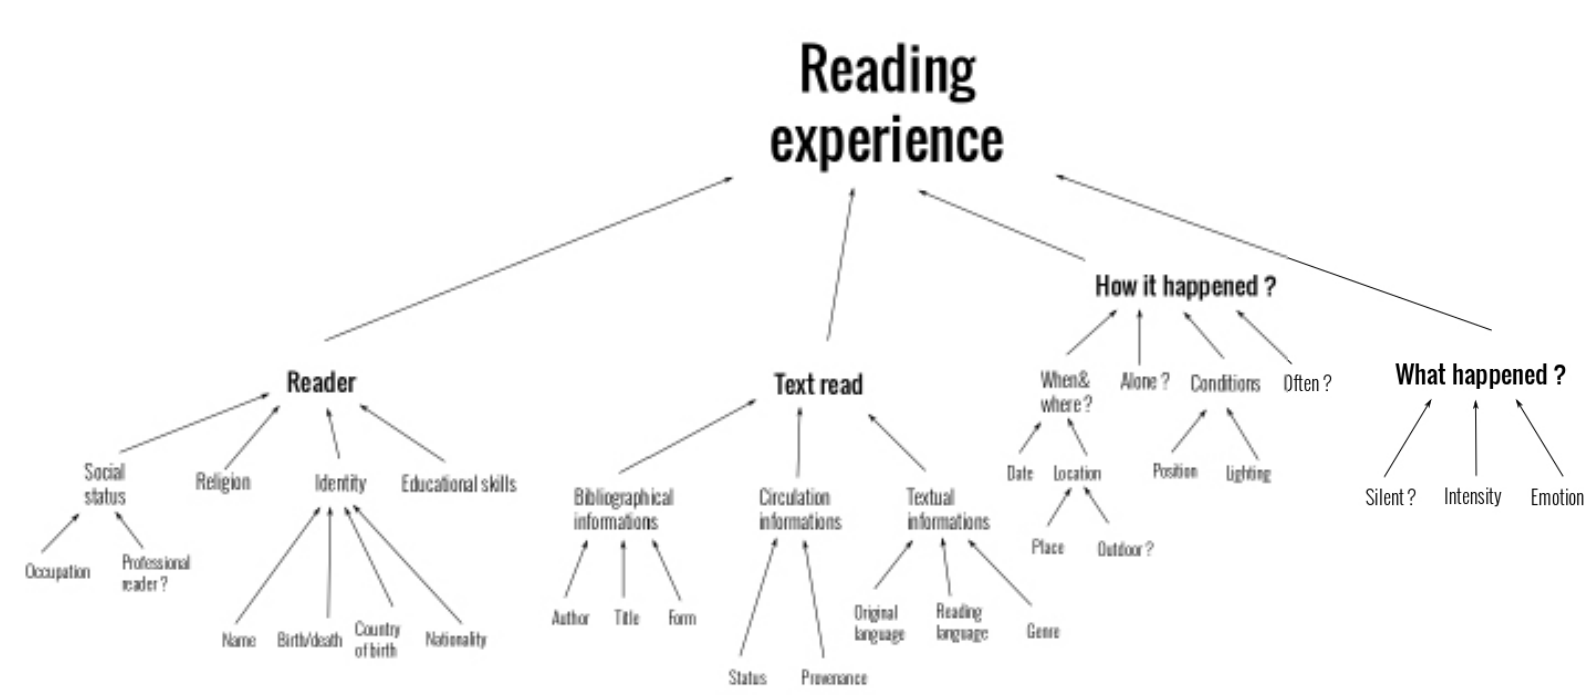 Reading
experience
How it happened ?
Reader
Text read
What happened ?
When&
where ?
Alone ?
Conditions
Often ?
Social
status
Religion
Identity
Educational skills
Bibliographical
informations
Circulation
informations
Textual
informations
Date
Location
Position
Lighting
Silent ?
Intensity
Emotion
Place
Outdoor ?
Occupation
Professional
reader ?
Name
Birth/death
Country
of birth
Nationality
Author
Title
Form
Status
Provenance
Original
language
Reading
language
Genre